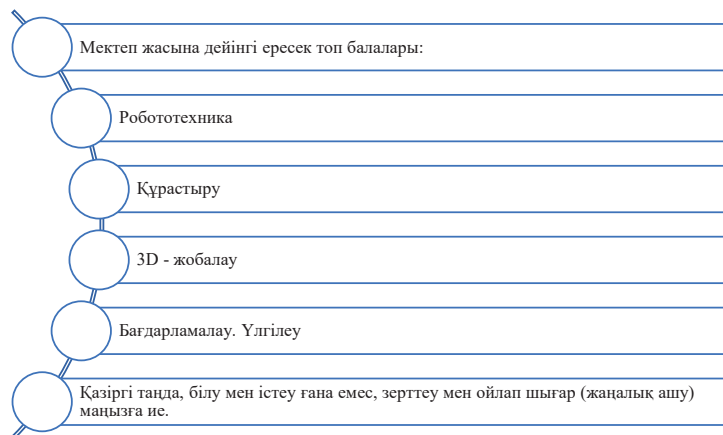 Мектеп жасына дейінгі ересек топ балалары:
Робототехника
Құрастыру
3D - жобалау
Бағдарламалау. Үлгілеу
Қазіргі таңда, білу мен істеу ғана емес, зерттеу мен ойлап шығар (жаңалық ашу)
маңызға ие.